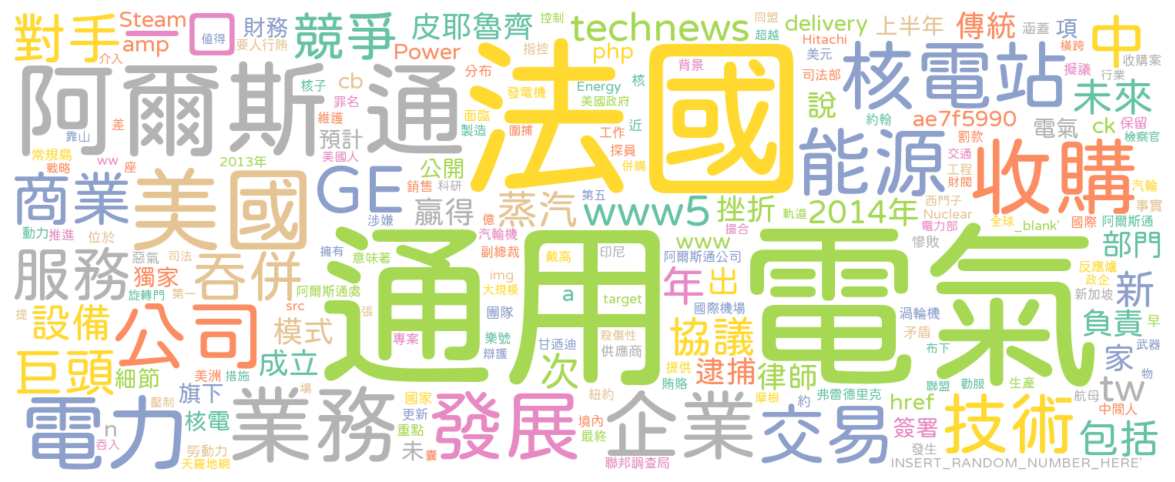 對手 Steam 一 回 值得 財務 競爭 皮耶魯齊 technews 控制 同盟 超越 delivery 上半年 傳統 涵蓋 項 橫跨 中
介入 amp 要人行賄 Power php 指控 Hitachi 美元 擬議 收購案
阿爾斯通 核子 cb 分布 法國 背景 司法部 核電站 行業 未來
靠山 差 罪名 維護 預計 發電機 面臨 製造 Energy 美國政府 圍捕 工作 探員 核 近 約翰 說 ae7f5990 罰款 電氣 ck 保留 檢察官
常規島 戰略 ww 座 2013年 美國人 公開 銷售 科研 併購 第五 能源 交通 工程 財閥 收購 汽輪 事實
商業 美國 GE 涉嫌 贏得 蒸汽 www5 軌道 挫折 2014年 西門子 Nuclear 電力部 全球 國際 _blank' 阿爾斯通
動力 推進 位於 億 汽輪機 副總裁 戴高 印尼 www 撮合 慘敗 部門
服務 惡氣 司法 獨家 旋轉門 第一 吞併 擁有 意味著 阿爾斯通處 通用電氣 img 大規模 阿爾斯通公司 年 出 國際機場 渦輪機 反應爐 政企 新加坡 新
提 設備 公司 模式 src 張 團隊 a target 殺傷性 供應商 協議 矛盾 布下 負責 早 武器
巨頭 細節 成立 美洲 措施 旗下 場 專案 樂號 辯護 甘迺迪 次 提供 賄賂 逮捕 律師 弗雷德里克 聯盟 勸服 生產 家 物
電力 壓制 核電 業務 國家 更新 重點 發展 紐約 境內 最終 企業 摩根 約 交易 href 簽署 發生 航母 技術 中間人 tw 包括
n 吞入 勞動力 天羅地網 未 囊 聯邦調查局 INSERT_RANDOM_NUMBER_HERE'